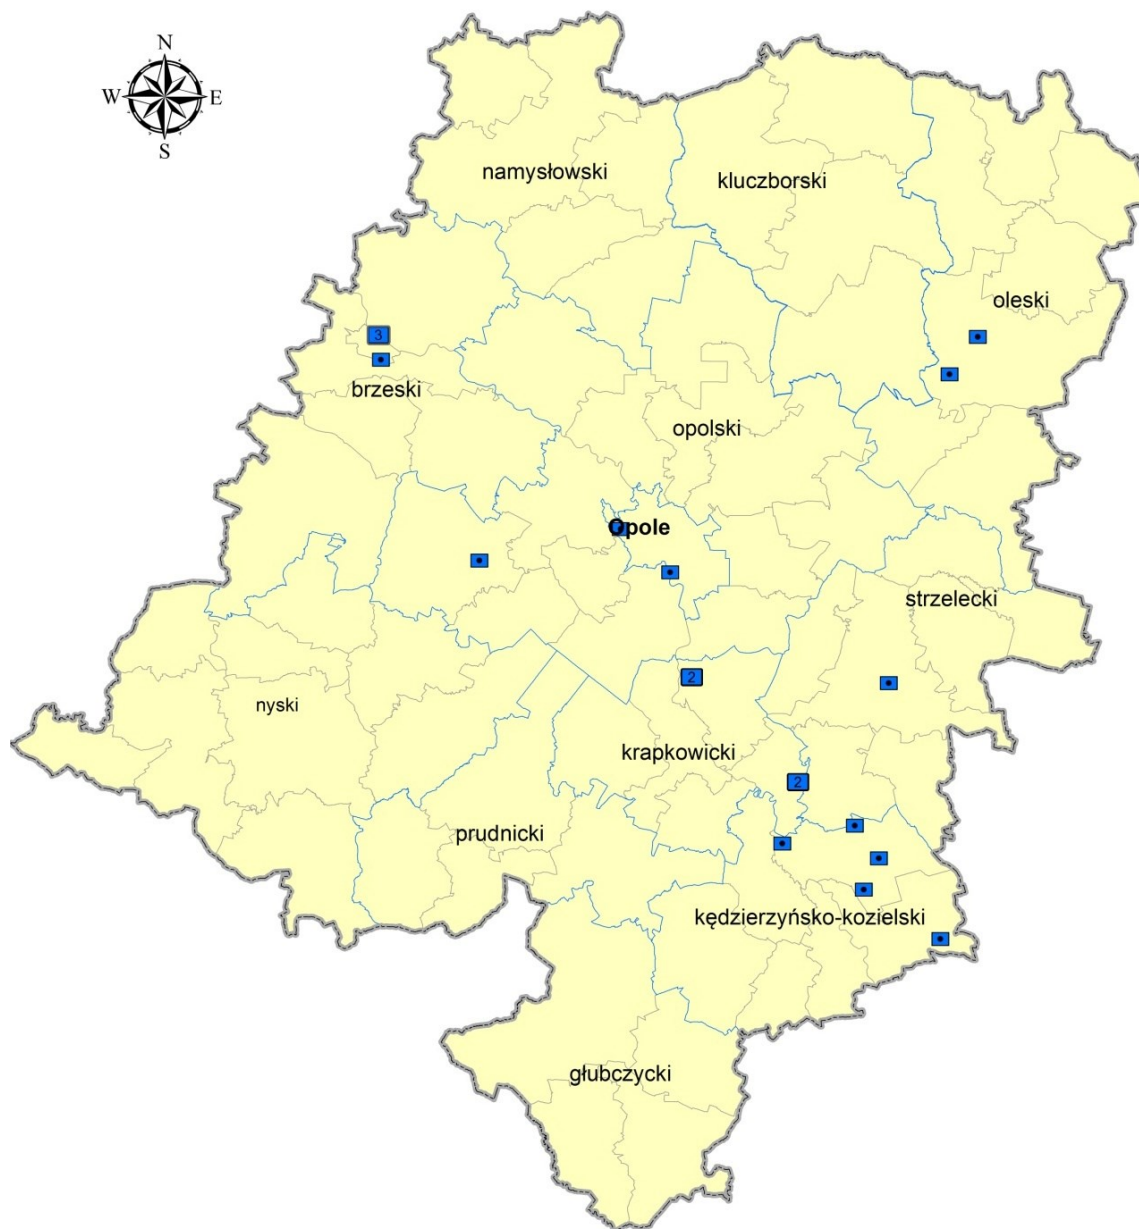 N
W E
S
namysłowski
kluczborski
oleski
3
brzeski
opolski
Opole
strzelecki
2
nyski
krapkowicki
2
prudnicki
kędzierzyńsko-kozielski
głubczycki